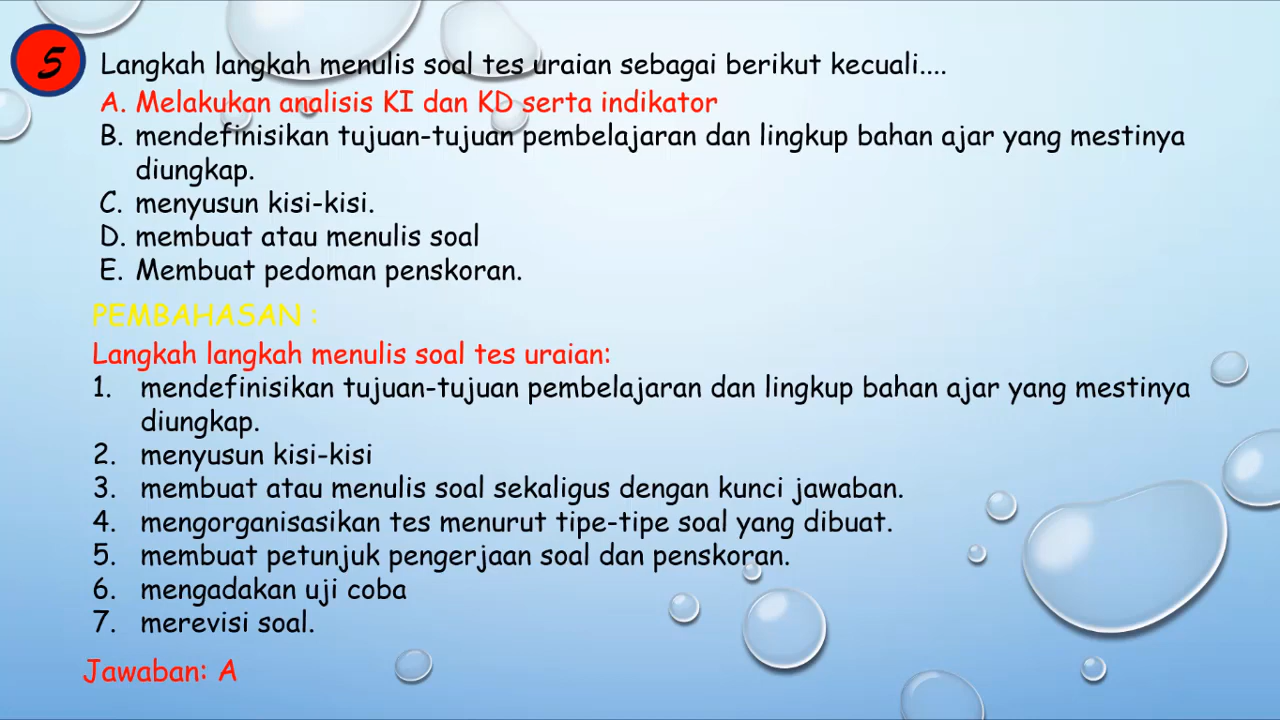 5
Langkah langkah menulis soal tes uraian sebagai berikut kecuali....
A. Melakukan analisis KI dan KD serta indikator
B. mendefinisikan tujuan-tujuan pembelajaran dan lingkup bahan ajar yang mestinya
diungkap.
C. menyusun kisi-kisi.
D. membuat atau menulis soal
E. Membuat pedoman penskoran.
PEMBAHASAN :
Langkah langkah menulis soal tes uraian:
1. mendefinisikan tujuan-tujuan pembelajaran dan lingkup bahan ajar yang mestinya
diungkap.
2. menyusun kisi-kisi
3. membuat atau menulis soal sekaligus dengan kunci jawaban.
4. mengorganisasikan tes menurut tipe-tipe soal yang dibuat.
5. membuat petunjuk pengerjaan soal dan penskoran.
6. mengadakan uji coba
7. merevisi soal.
Jawaban: A